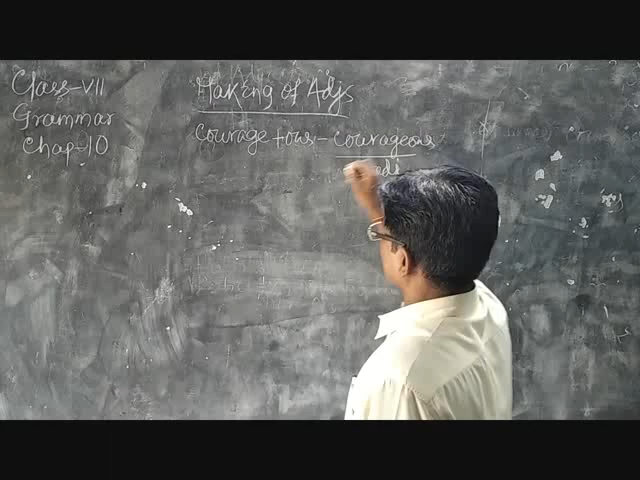 Class-VII
Grammar
Chap-10
Making of Adjs
Courage + ous - Courageous